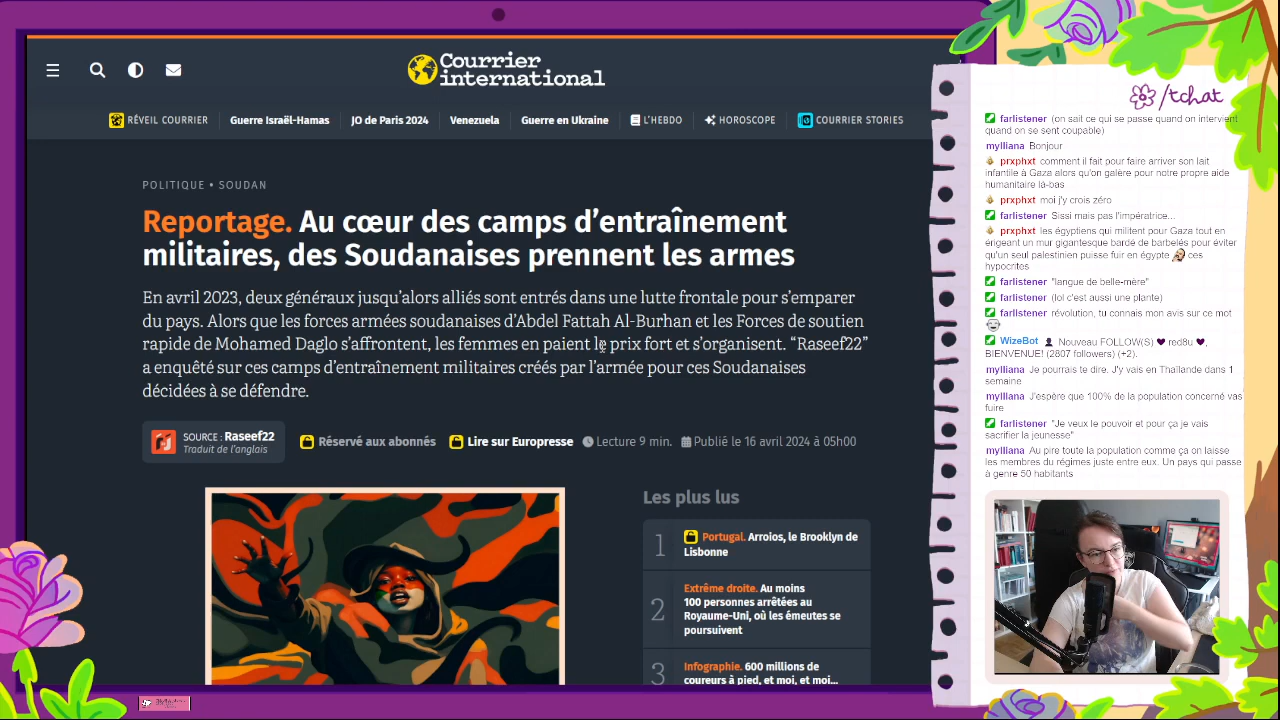 Courrier
international
RÉVEIL COURRIER
Guerre Israël-Hamas
JO de Paris 2024
Venezuela
Guerre en Ukraine
L'HEBDO
HOROSCOPE
COURRIER STORIES
POLITIQUE • SOUDAN
Reportage. Au cœur des camps d’entraînement
militaires, des Soudanaises prennent les armes
En avril 2023, deux généraux jusqu’alors alliés sont entrés dans une lutte frontale pour s’emparer
du pays. Alors que les forces armées soudanaises d’Abdel Fattah Al-Burhan et les Forces de soutien
rapide de Mohamed Daglo s’affrontent, les femmes en paient le prix fort et s’organisent. “Raseef22”
a enquêté sur ces camps d’entraînement militaires créés par l’armée pour ces Soudanaises
décidées à se défendre.
SOURCE : Raseef22
Traduit de l'anglais
Réservé aux abonnés
Lire sur Europresse
Lecture 9 min.
Publié le 16 avril 2024 à 05h00
Les plus lus
1
Portugal. Arroios, le Brooklyn de
Lisbonne
2
Extrême droite. Au moins
100 personnes arrêtées au
Royaume-Uni, où les émeutes se
poursuivent
3
Infographie. 600 millions de
coureurs à pied, et moi, et moi…
/tchat
farlistener (on sait ce qui se passe quand on intervient
quand on se sent coupable)
mylliana Bonjour
prxphxt comment il fait pour faire arriver son lait
infantile à Gaza alors qu'on galère pour notre propre aide
humanitaire là-bas
prxphxt moi j'y crois zéro
farlistener Sissi mais pas l'impératrice...
prxphxt les égyptiens qui militent pour Gaza tout en
érigeant un mur gigantesque bardé de barbelés pour éviter
qu'un seul palestinien puisse fuir en égypte ces
hypocrites
farlistener "langue de belle-mère"
farlistener (lol c'est aussi une plante)
farlistener révolution, tu connais mon avis sur ce mot
WizeBot Nouveau FOLLOW(S) ♥ red8u ♥,
BIENVENUE! (2807 followers) (+2).
mylliana Je pourrais te dire. J'y vais en Thaïlande dans 1
semaine
mylliana J'espère que 100% de la population concerné vas
fuire
farlistener "Je veux le pouvoir et pour ça je vais
sacrifier la jeunesse"
mylliana Au pire toute la population comme ça on laisse
les membres du régimes juste entre eux. Un pays qui passe
à genre 50 habitants